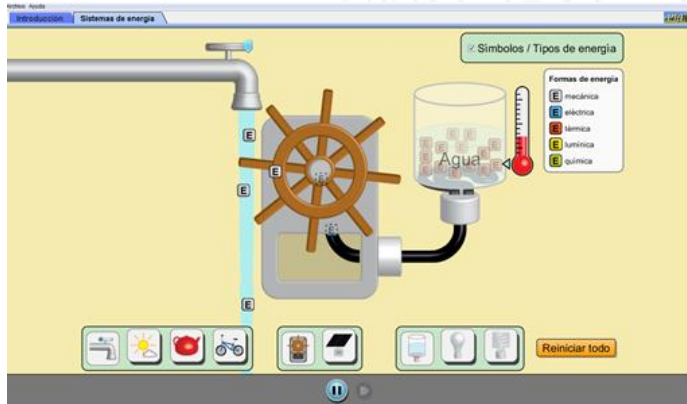 Archivo Ayuda
Introducción
Sistemas de energía
Símbolos / Tipos de energía
Formas de energía
E mecánica
E eléctrica
E térmica
E lumínica
E química
E
E
E
E
Agua
Reiniciar todo